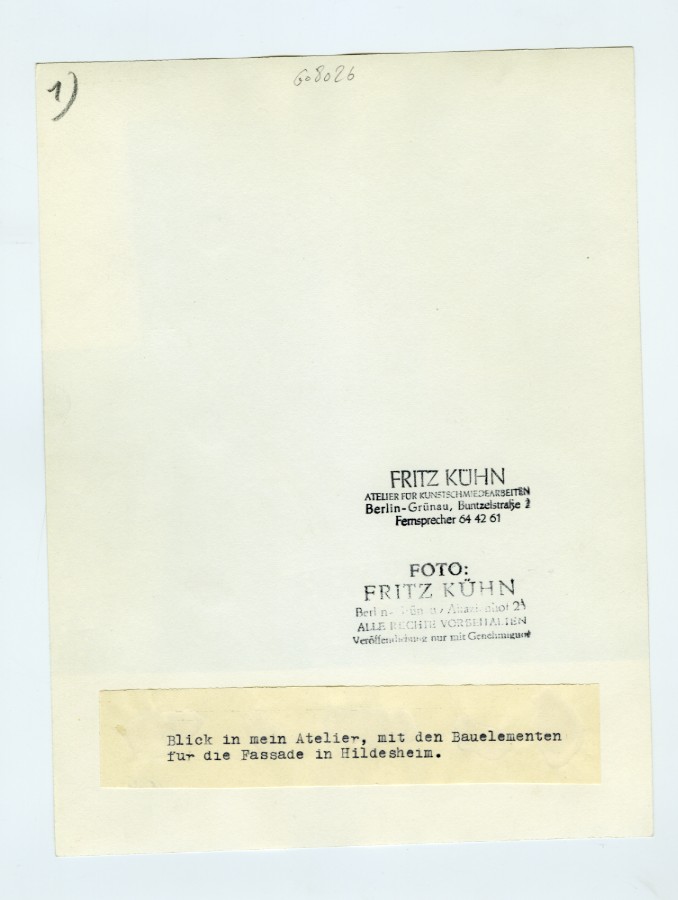 1)
608026
FRITZ KÜHN
ATELIER FÜR KUNSTSCHMIEDEARBEITEN
Berlin-Grünau, Buntzelstraße 2
Fernsprecher 64 42 61
FOTO:
FRITZ KÜHN
ALLE RECHTE VORBEHALTEN
Veröffentlichung nur mit Genehmigung
Blick in mein Atelier, mit den Bauelementen
fur die Fassade in Hildesheim.